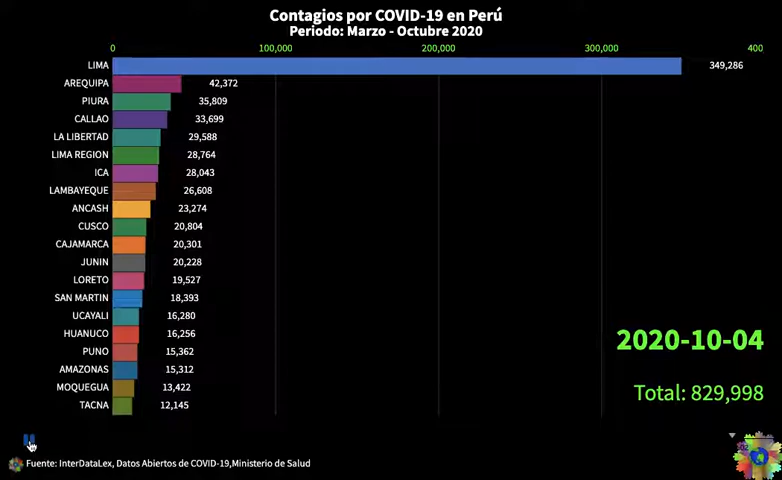 Contagios por COVID-19 en Perú
Periodo: Marzo - Octubre 2020
0 100,000 200,000 300,000 400
LIMA 349,286
AREQUIPA 42,372
PIURA 35,809
CALLAO 33,699
LA LIBERTAD 29,588
LIMA REGION 28,764
ICA 28,043
LAMBAYEQUE 26,608
ANCASH 23,274
CUSCO 20,804
CAJAMARCA 20,301
JUNIN 20,228
LORETO 19,527
SAN MARTIN 18,393
UCAYALI 16,280
HUANUCO 16,256
PUNO 15,362
AMAZONAS 15,312
MOQUEGUA 13,422
TACNA 12,145
2020-10-04
Total: 829,998
Fuente: InterDataLex, Datos Abiertos de COVID-19,Ministerio de Salud